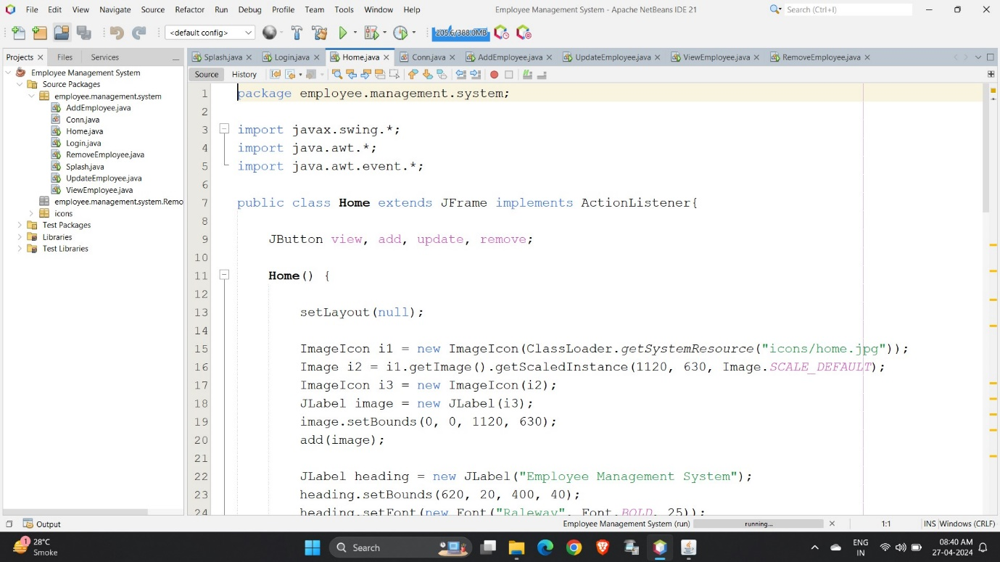 File Edit View Navigate Source Refactor Run Debug Profile Team Tools Window Help Employee Management System - Apache NetBeans IDE 21 Search (Ctrl+I)
<default config> 205.6/388.0MB
Projects Files Services
Splash.java Login.java Home.java Conn.java AddEmployee.java UpdateEmployee.java ViewEmployee.java RemoveEmployee.java
Source History
Employee Management System
Source Packages
employee.management.system
AddEmployee.java
Conn.java
Home.java
Login.java
RemoveEmployee.java
Splash.java
UpdateEmployee.java
ViewEmployee.java
employee.management.system.Remo
icons
Test Packages
Libraries
Test Libraries
1 package employee.management.system;
2
3 import javax.swing.*;
4 import java.awt.*;
5 import java.awt.event.*;
6
7 public class Home extends JFrame implements ActionListener{
8
9 JButton view, add, update, remove;
10
11 Home() {
12
13 setLayout(null);
14
15 ImageIcon i1 = new ImageIcon(ClassLoader.getSystemResource("icons/home.jpg"));
16 Image i2 = i1.getImage().getScaledInstance(1120, 630, Image.SCALE_DEFAULT);
17 ImageIcon i3 = new ImageIcon(i2);
18 JLabel image = new JLabel(i3);
19 image.setBounds(0, 0, 1120, 630);
20 add(image);
21
22 JLabel heading = new JLabel("Employee Management System");
23 heading.setBounds(620, 20, 400, 40);
24 heading.setFont(new Font("Raleway", Font.BOLD, 25));
Output Employee Management System (run) running... 1:1 INS Windows (CRLF)
1 28°C
Smoke
Search
ENG
IN
08:40 AM
27-04-2024